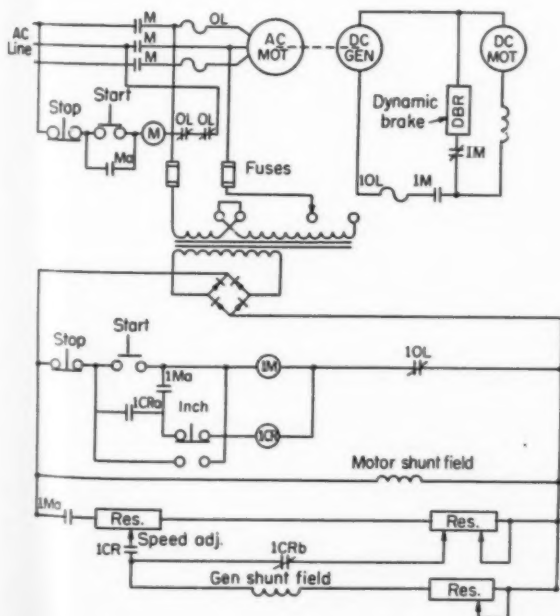 M
OL
AC
Line
M
M
AC
MOT
DC
GEN
DC
MOT
Stop
Start
M
OL OL
Ma
Fuses
Dynamic
brake
DBR
1M
1OL
1M
Stop
Start
1M
1OL
1Ma
1CRa
Inch
1CR
Motor shunt field
1Ma
Res.
Res.
Speed adj.
1CR
1CRb
Gen shunt field
Res.